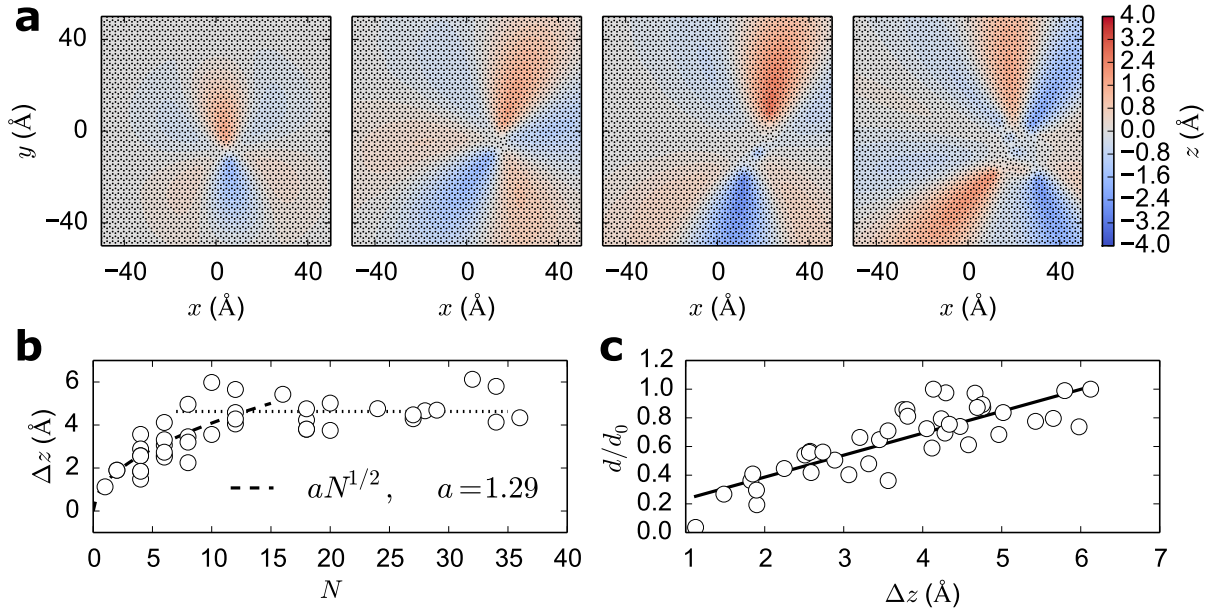 a
40
0
−40
y (Å)
−40 0 40
x (Å)
−40 0 40
x (Å)
−40 0 40
x (Å)
−40 0 40
x (Å)
4.0
3.2
2.4
1.6
0.8
0.0
−0.8
−1.6
−2.4
−3.2
−4.0
z (Å)
b
6
4
2
0
Δz (Å)
aN^{1/2}, a=1.29
0 5 10 15 20 25 30 35 40
N
c
1.2
1.0
0.8
0.6
0.4
0.2
0.0
d/d₀
1 2 3 4 5 6 7
Δz (Å)